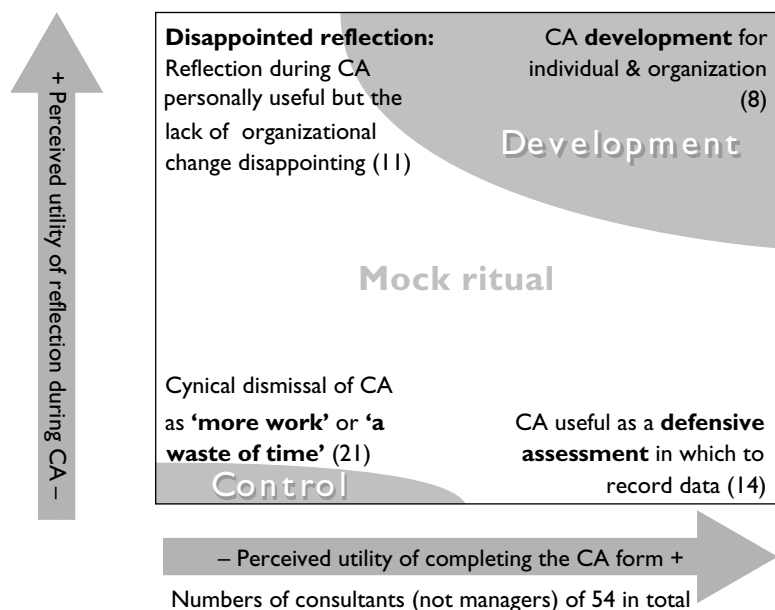 + Perceived utility of reflection during CA –
Disappointed reflection:
Reflection during CA
personally useful but the
lack of organizational
change disappointing (11)
CA development for
individual & organization
(8)
Development
Mock ritual
Cynical dismissal of CA
as ‘more work’ or ‘a
waste of time’ (21)
Control
CA useful as a defensive
assessment in which to
record data (14)
– Perceived utility of completing the CA form +
Numbers of consultants (not managers) of 54 in total